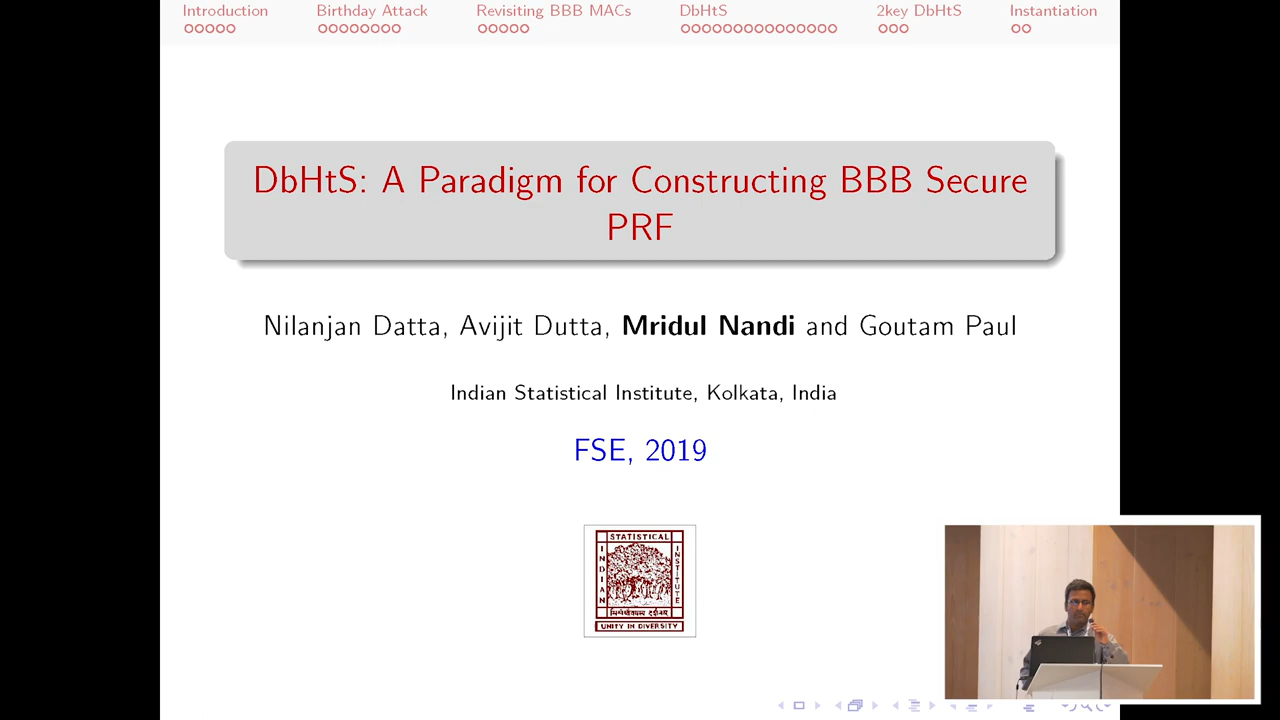 Introduction Birthday Attack Revisiting BBB MACs DbHtS 2key DbHtS Instantiation
DbHtS: A Paradigm for Constructing BBB Secure
PRF
Nilanjan Datta, Avijit Dutta, Mridul Nandi and Goutam Paul
Indian Statistical Institute, Kolkata, India
FSE, 2019
STATISTICAL
INDIAN
INSTITUTE
UNITY IN DIVERSITY